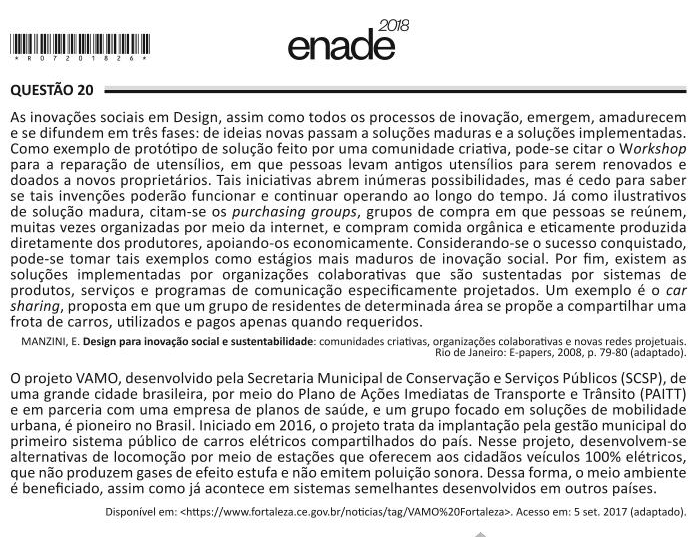 enade 2018
* R 0 7 2 0 1 8 2 6 *
QUESTÃO 20
As inovações sociais em Design, assim como todos os processos de inovação, emergem, amadurecem
e se difundem em três fases: de ideias novas passam a soluções maduras e a soluções implementadas.
Como exemplo de protótipo de solução feito por uma comunidade criativa, pode-se citar o Workshop
para a reparação de utensílios, em que pessoas levam antigos utensílios para serem renovados e
doados a novos proprietários. Tais iniciativas abrem inúmeras possibilidades, mas é cedo para saber
se tais invenções poderão funcionar e continuar operando ao longo do tempo. Já como ilustrativos
de solução madura, citam-se os purchasing groups, grupos de compra em que pessoas se reúnem,
muitas vezes organizadas por meio da internet, e compram comida orgânica e eticamente produzida
diretamente dos produtores, apoiando-os economicamente. Considerando-se o sucesso conquistado,
pode-se tomar tais exemplos como estágios mais maduros de inovação social. Por fim, existem as
soluções implementadas por organizações colaborativas que são sustentadas por sistemas de
produtos, serviços e programas de comunicação especificamente projetados. Um exemplo é o car
sharing, proposta em que um grupo de residentes de determinada área se propõe a compartilhar uma
frota de carros, utilizados e pagos apenas quando requeridos.
MANZINI, E. Design para inovação social e sustentabilidade: comunidades criativas, organizações colaborativas e novas redes projetuais.
Rio de Janeiro: E-papers, 2008, p. 79-80 (adaptado).
O projeto VAMO, desenvolvido pela Secretaria Municipal de Conservação e Serviços Públicos (SCSP), de
uma grande cidade brasileira, por meio do Plano de Ações Imediatas de Transporte e Trânsito (PAITT)
e em parceria com uma empresa de planos de saúde, e um grupo focado em soluções de mobilidade
urbana, é pioneiro no Brasil. Iniciado em 2016, o projeto trata da implantação pela gestão municipal do
primeiro sistema público de carros elétricos compartilhados do país. Nesse projeto, desenvolvem-se
alternativas de locomoção por meio de estações que oferecem aos cidadãos veículos 100% elétricos,
que não produzem gases de efeito estufa e não emitem poluição sonora. Dessa forma, o meio ambiente
é beneficiado, assim como já acontece em sistemas semelhantes desenvolvidos em outros países.
Disponível em: <https://www.fortaleza.ce.gov.br/noticias/tag/VAMO%20Fortaleza>. Acesso em: 5 set. 2017 (adaptado).